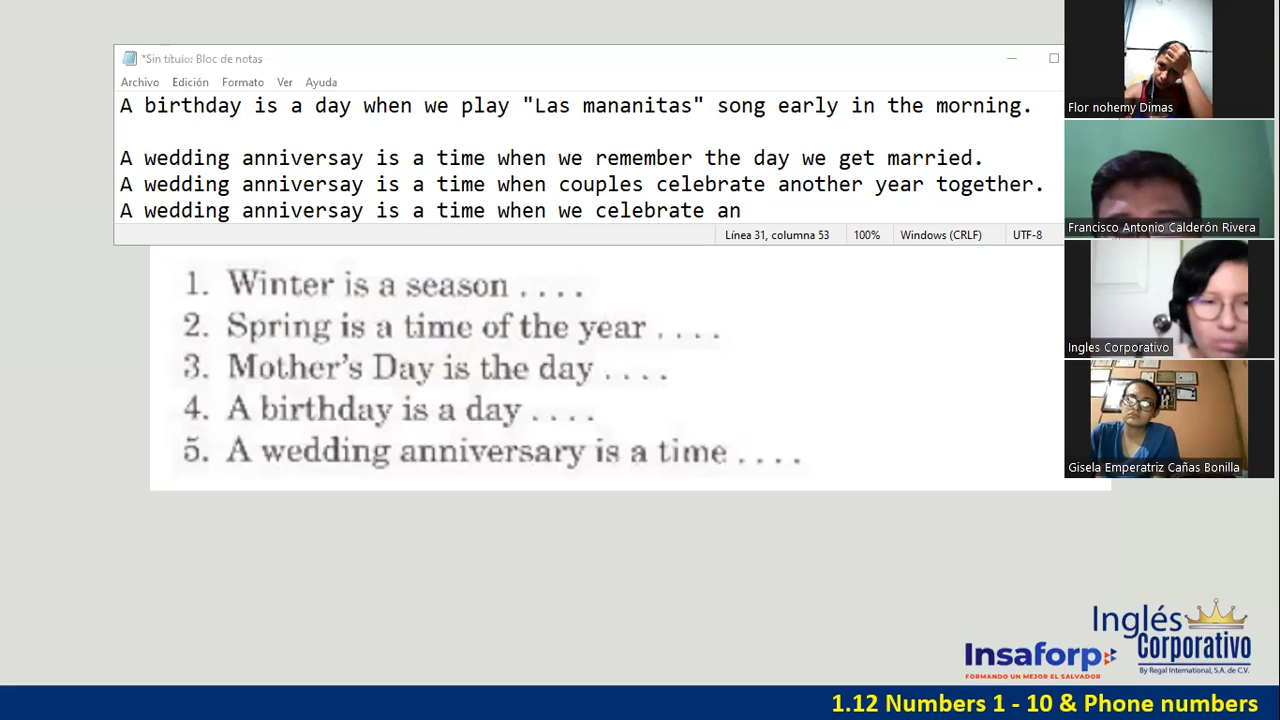 *Sin título: Bloc de notas
Archivo Edición Formato Ver Ayuda
A birthday is a day when we play "Las mananitas" song early in the morning.
A wedding anniversay is a time when we remember the day we get married.
A wedding anniversay is a time when couples celebrate another year together.
A wedding anniversay is a time when we celebrate an
Línea 31, columna 53 100% Windows (CRLF) UTF-8
1. Winter is a season . . . .
2. Spring is a time of the year . . . .
3. Mother's Day is the day . . . .
4. A birthday is a day . . . .
5. A wedding anniversary is a time . . . .
Flor nohemy Dimas
Francisco Antonio Calderón Rivera
Ingles Corporativo
Gisela Emperatriz Cañas Bonilla
Insaforp
FORMANDO UN MEJOR EL SALVADOR
Inglés
Corporativo
By Regal International, S.A. de C.V.
1.12 Numbers 1 - 10 & Phone numbers